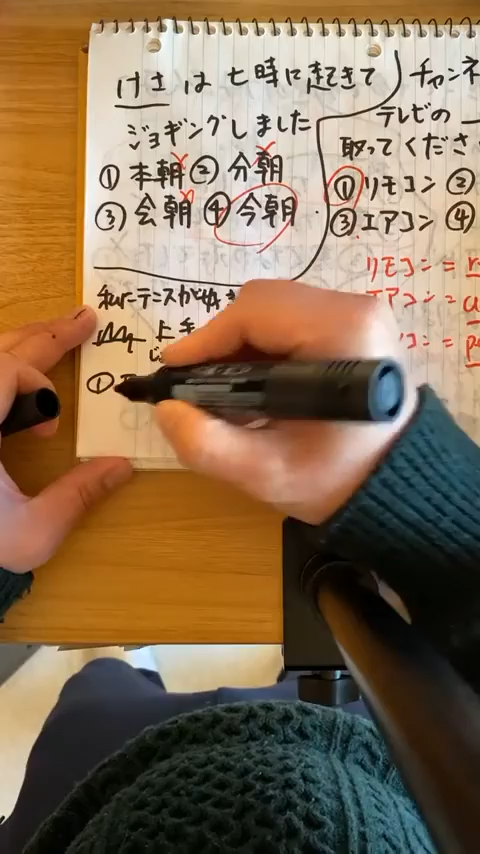 けさは七時に起きて
ジョギングしました
① 本朝 ② 分朝
③ 会朝 ④ 今朝
チャンネ
テレビの
取ってくださ
① リモコン ②
③ エアコン ④
リモコン =
エアコン =
コン =
私はテニスが
上手
①